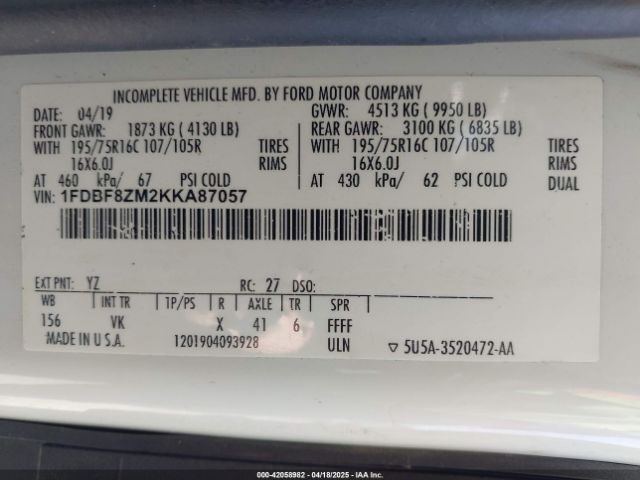 INCOMPLETE VEHICLE MFD. BY FORD MOTOR COMPANY
DATE: 04/19 GVWR: 4513 KG ( 9950 LB)
FRONT GAWR: 1873 KG ( 4130 LB) REAR GAWR: 3100 KG ( 6835 LB)
WITH 195/75R16C 107/105R TIRES WITH 195/75R16C 107/105R TIRES
16X6.0J RIMS 16X6.0J RIMS
AT 460 kPa/ 67 PSI COLD AT 430 kPa/ 62 PSI COLD DUAL
VIN: 1FDBF8ZM2KKA87057
EXT PNT: YZ RC: 27 DSO:
WB INT TR TP/PS R AXLE TR SPR
156 VK X 41 6 FFFF
MADE IN U.S.A. 1201904093928 ULN ▽ 5U5A-3520472-AA
000-42058982 - 04/18/2025 - IAA Inc.